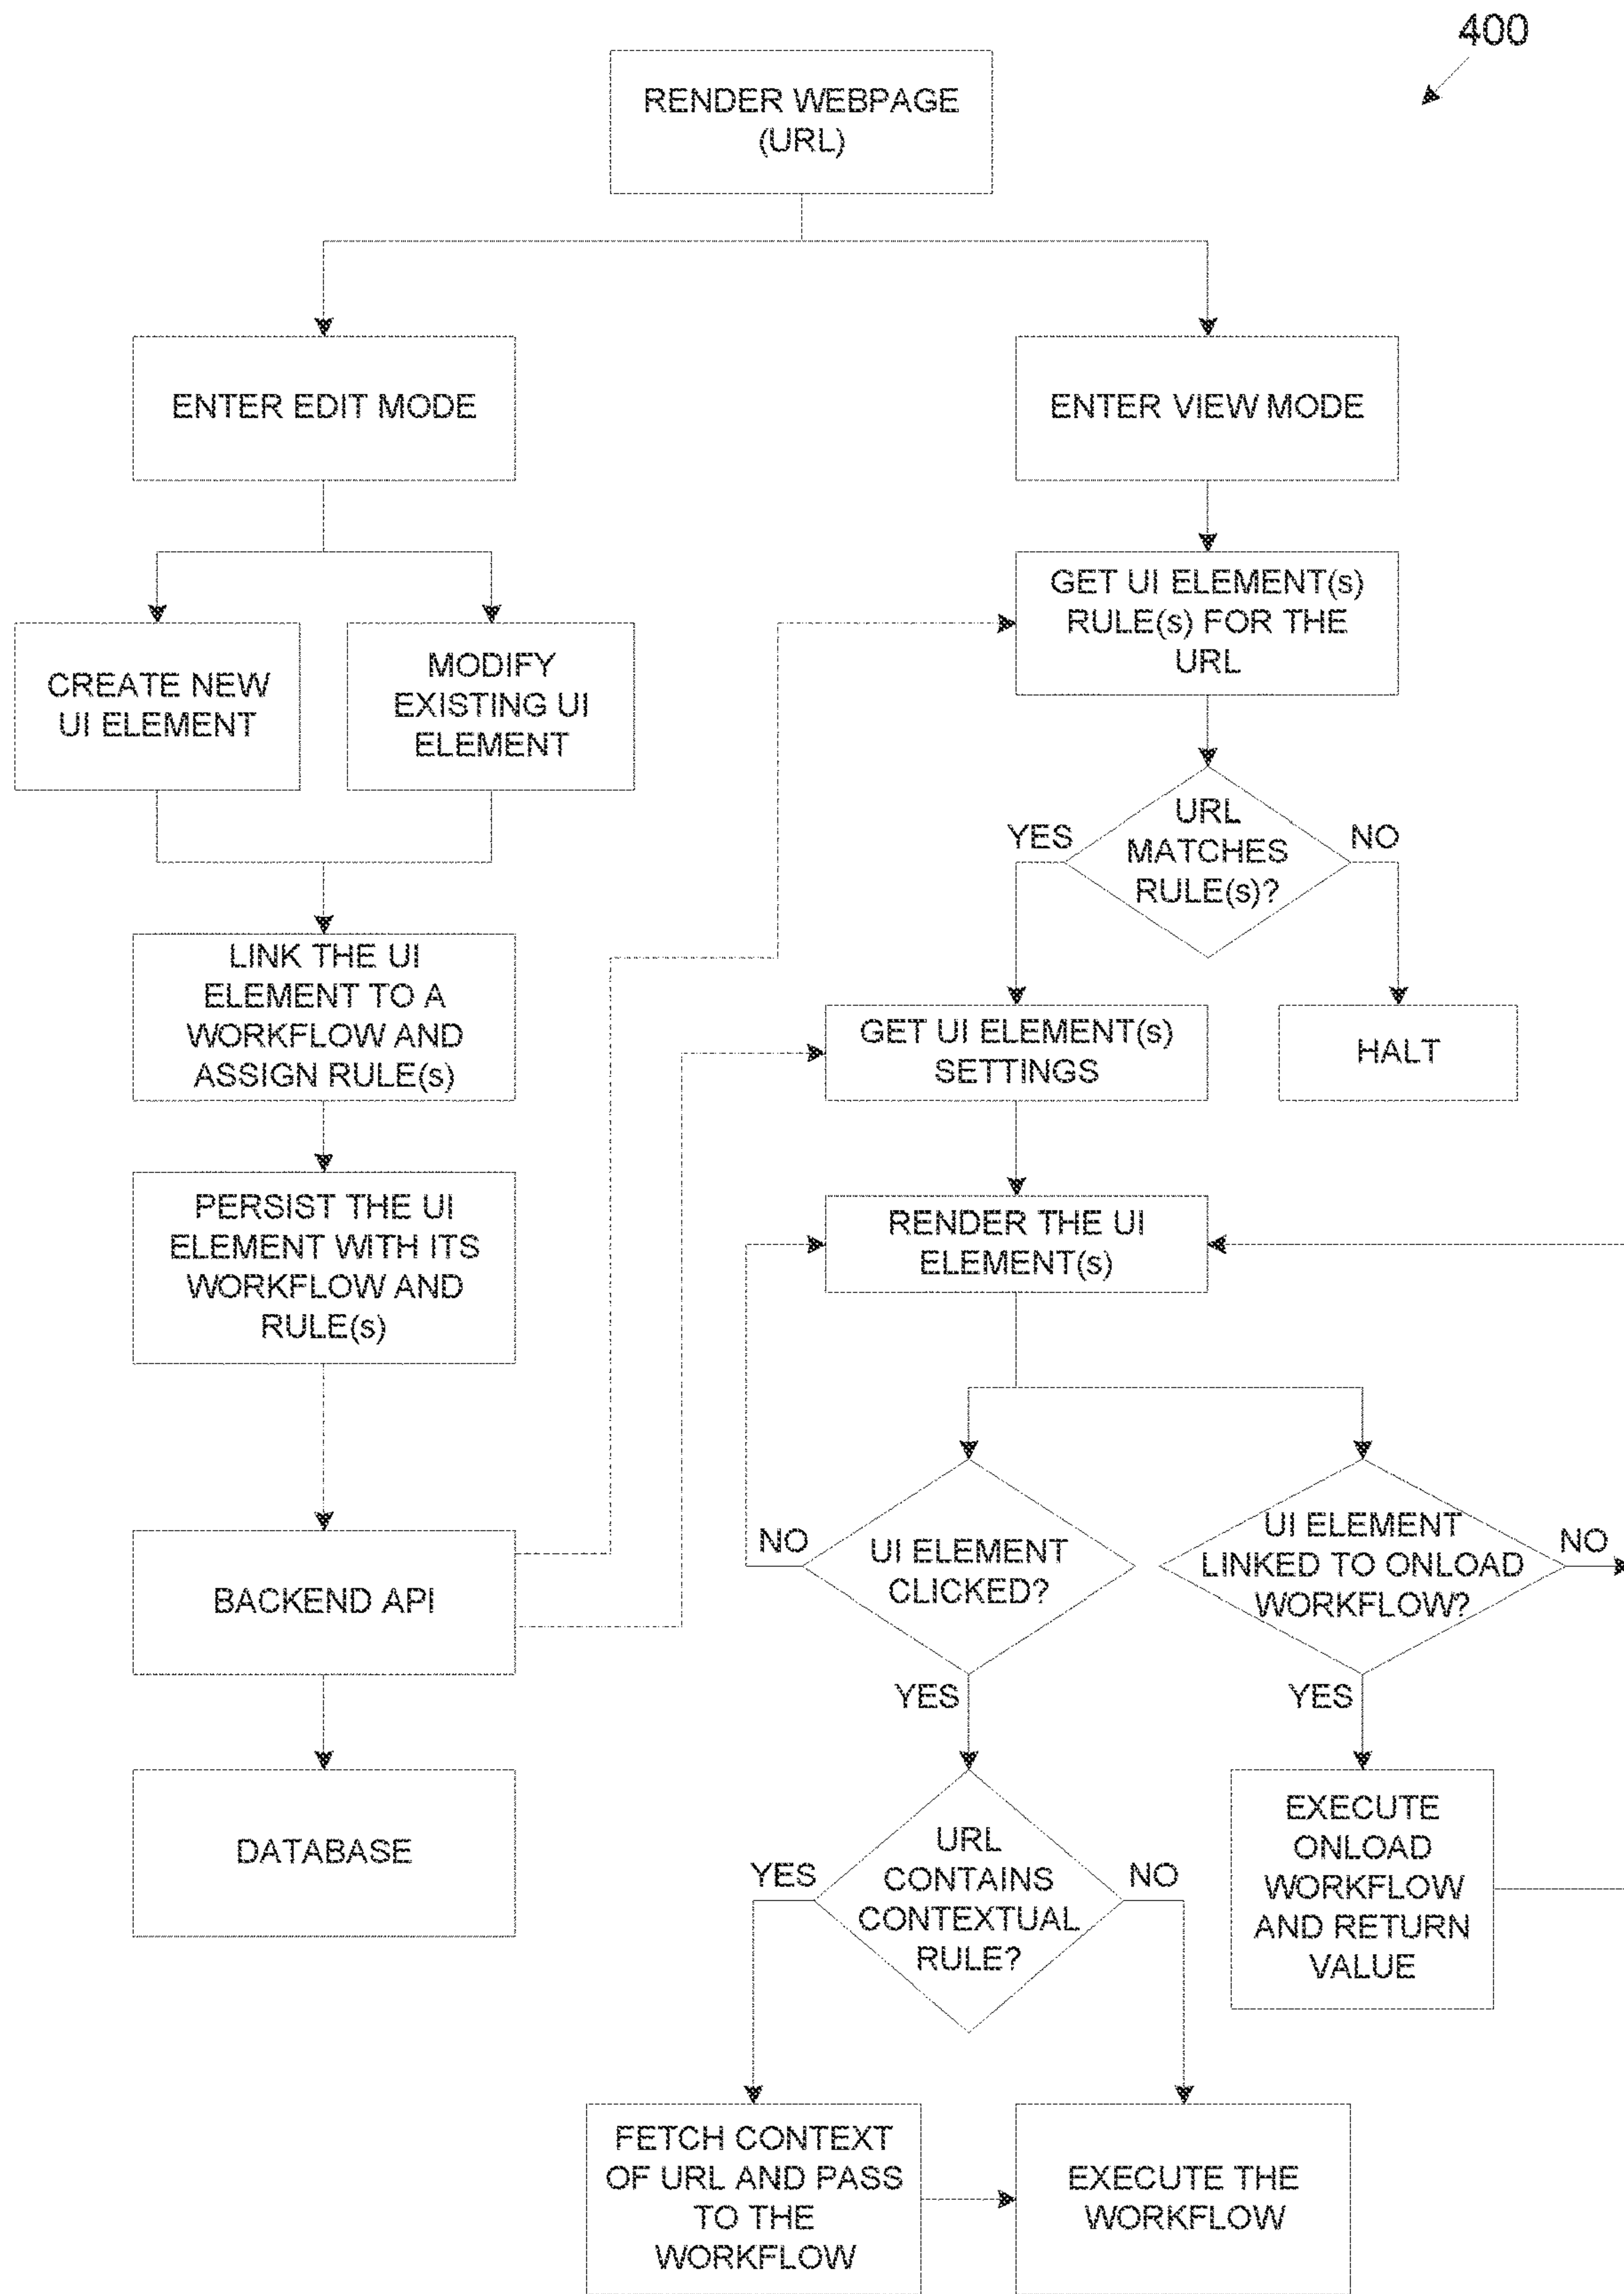 400
RENDER WEBPAGE
(URL)
ENTER EDIT MODE
ENTER VIEW MODE
CREATE NEW
UI ELEMENT
MODIFY
EXISTING UI
ELEMENT
GET UI ELEMENT(s)
RULE(s) FOR THE
URL
URL
MATCHES
RULE(s)?
YES
NO
LINK THE UI
ELEMENT TO A
WORKFLOW AND
ASSIGN RULE(s)
GET UI ELEMENT(s)
SETTINGS
HALT
PERSIST THE UI
ELEMENT WITH ITS
WORKFLOW AND
RULE(s)
RENDER THE UI
ELEMENT(s)
BACKEND API
NO
UI ELEMENT
CLICKED?
YES
UI ELEMENT
LINKED TO ONLOAD
WORKFLOW?
NO
YES
DATABASE
YES
URL
CONTAINS
CONTEXTUAL
RULE?
NO
EXECUTE
ONLOAD
WORKFLOW
AND RETURN
VALUE
FETCH CONTEXT
OF URL AND PASS
TO THE
WORKFLOW
EXECUTE THE
WORKFLOW